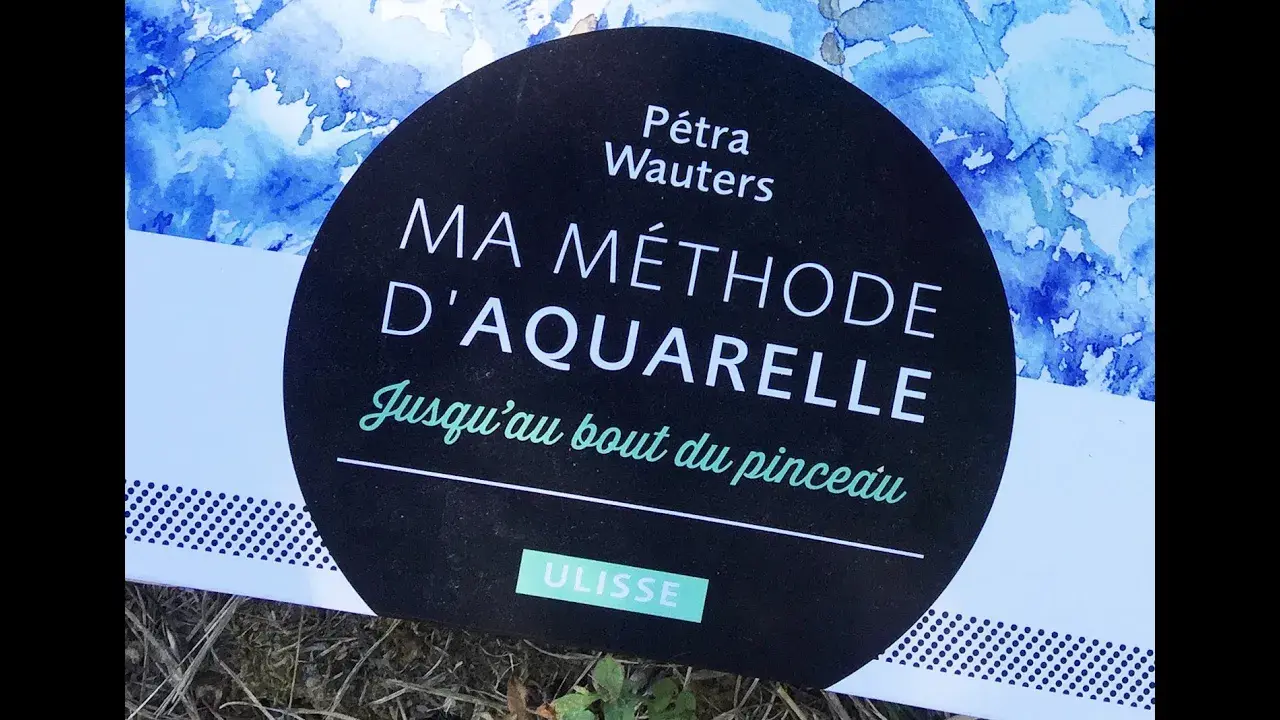 Pétra
Wauters
MA MÉTHODE
D'AQUARELLE
Jusqu'au bout du pinceau
ULISSE